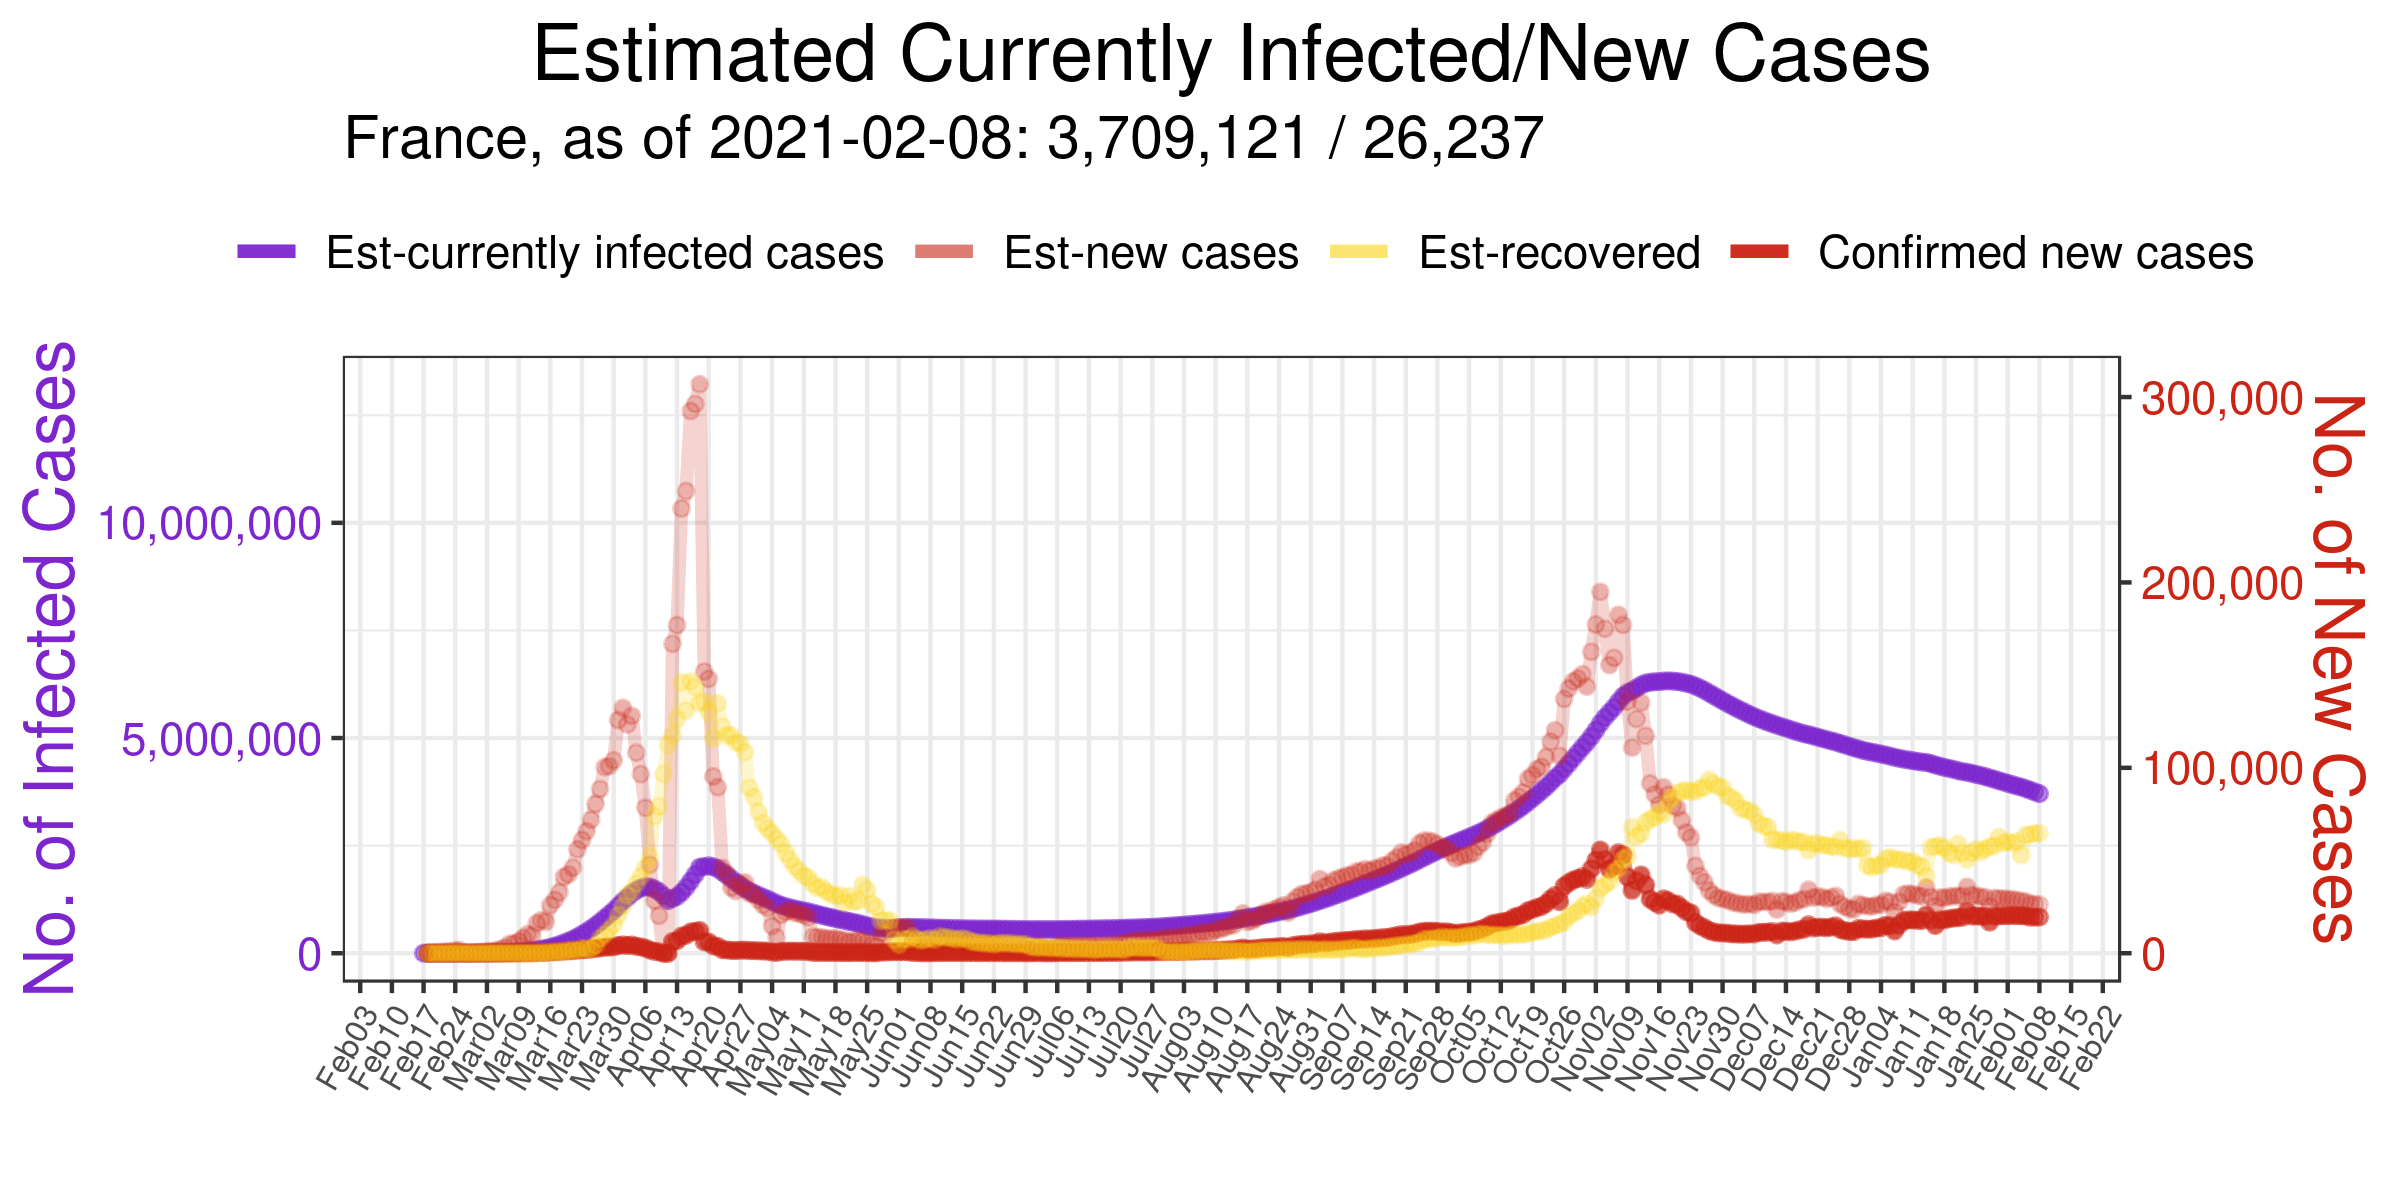 Estimated Currently Infected/New Cases
France, as of 2021-02-08: 3,709,121 / 26,237
Est-currently infected cases
Est-new cases
Est-recovered
Confirmed new cases
No. of Infected Cases
10,000,000
5,000,000
0
300,000
200,000
100,000
0
No. of New Cases
Feb03
Feb10
Feb17
Feb24
Mar02
Mar09
Mar16
Mar23
Mar30
Apr06
Apr13
Apr20
Apr27
May04
May11
May18
May25
Jun01
Jun08
Jun15
Jun22
Jun29
Jul06
Jul13
Jul20
Jul27
Aug03
Aug10
Aug17
Aug24
Aug31
Sep07
Sep14
Sep21
Sep28
Oct05
Oct12
Oct19
Oct26
Nov02
Nov09
Nov16
Nov23
Nov30
Dec07
Dec14
Dec21
Dec28
Jan04
Jan11
Jan18
Jan25
Feb01
Feb08
Feb15
Feb22